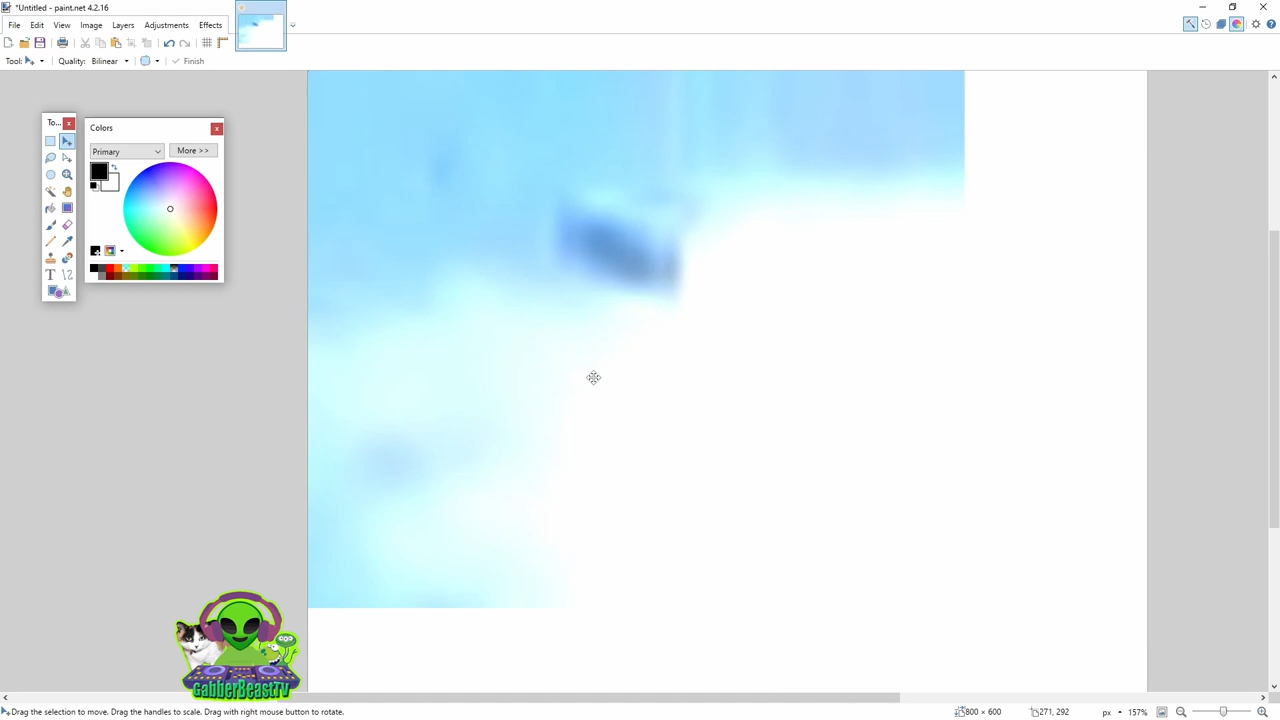 *Untitled - paint.net 4.2.16
File Edit View Image Layers Adjustments Effects
Tool: Quality: Bilinear Finish
To...
Colors
Primary More >>
T
GabberBeastTV
Drag the selection to move. Drag the handles to scale. Drag with right mouse button to rotate. 800 × 600 271, 292 px 157%